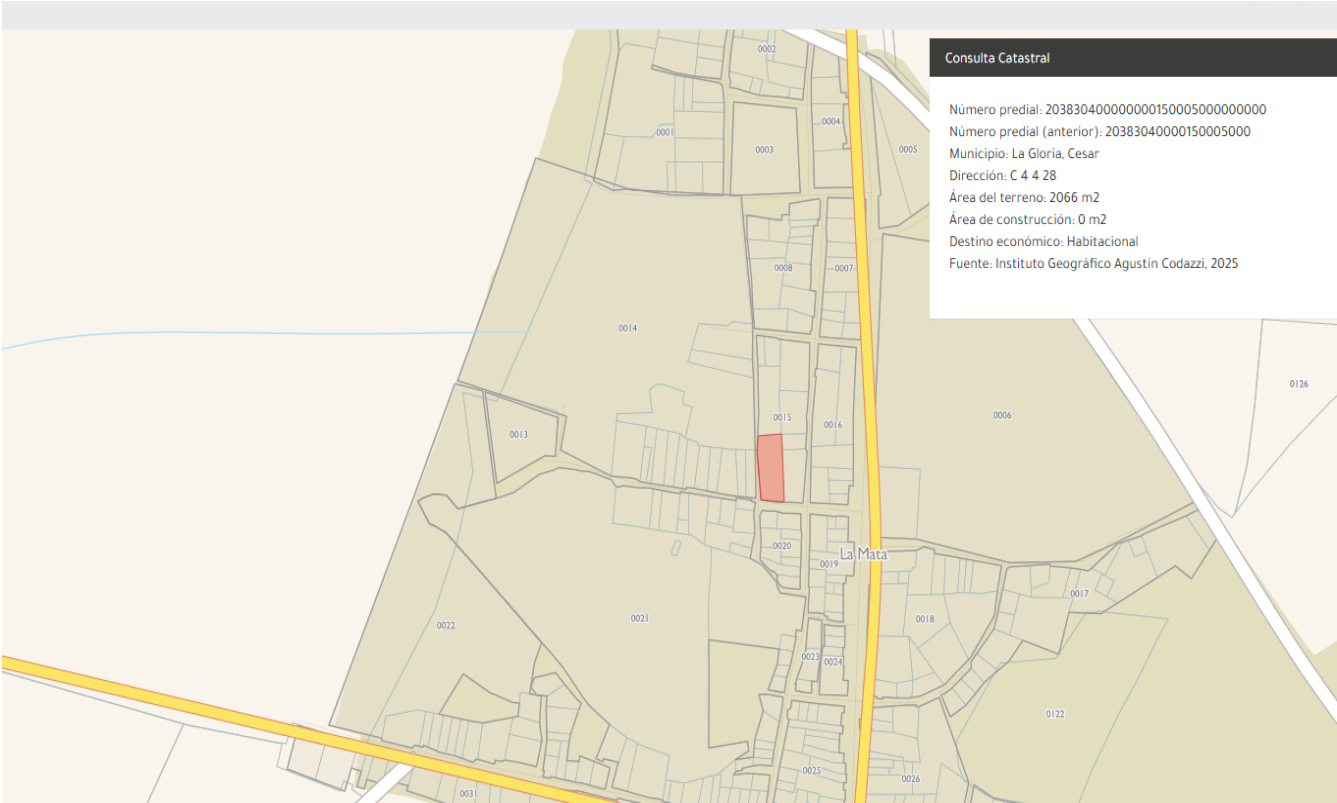 Consulta Catastral
Número predial: 203830400000000150005000000000
Número predial (anterior): 20383040000150005000
Municipio: La Gloria, Cesar
Dirección: C 4 4 28
Área del terreno: 2066 m2
Área de construcción: 0 m2
Destino económico: Habitacional
Fuente: Instituto Geográfico Agustín Codazzi, 2025
0002
0001
0004
0003
0005
0008
0007
0014
0126
0015
0006
0016
0013
0020
La Mata
0019
0017
0022
0021
0018
0023
0024
0122
0025
0026
0031